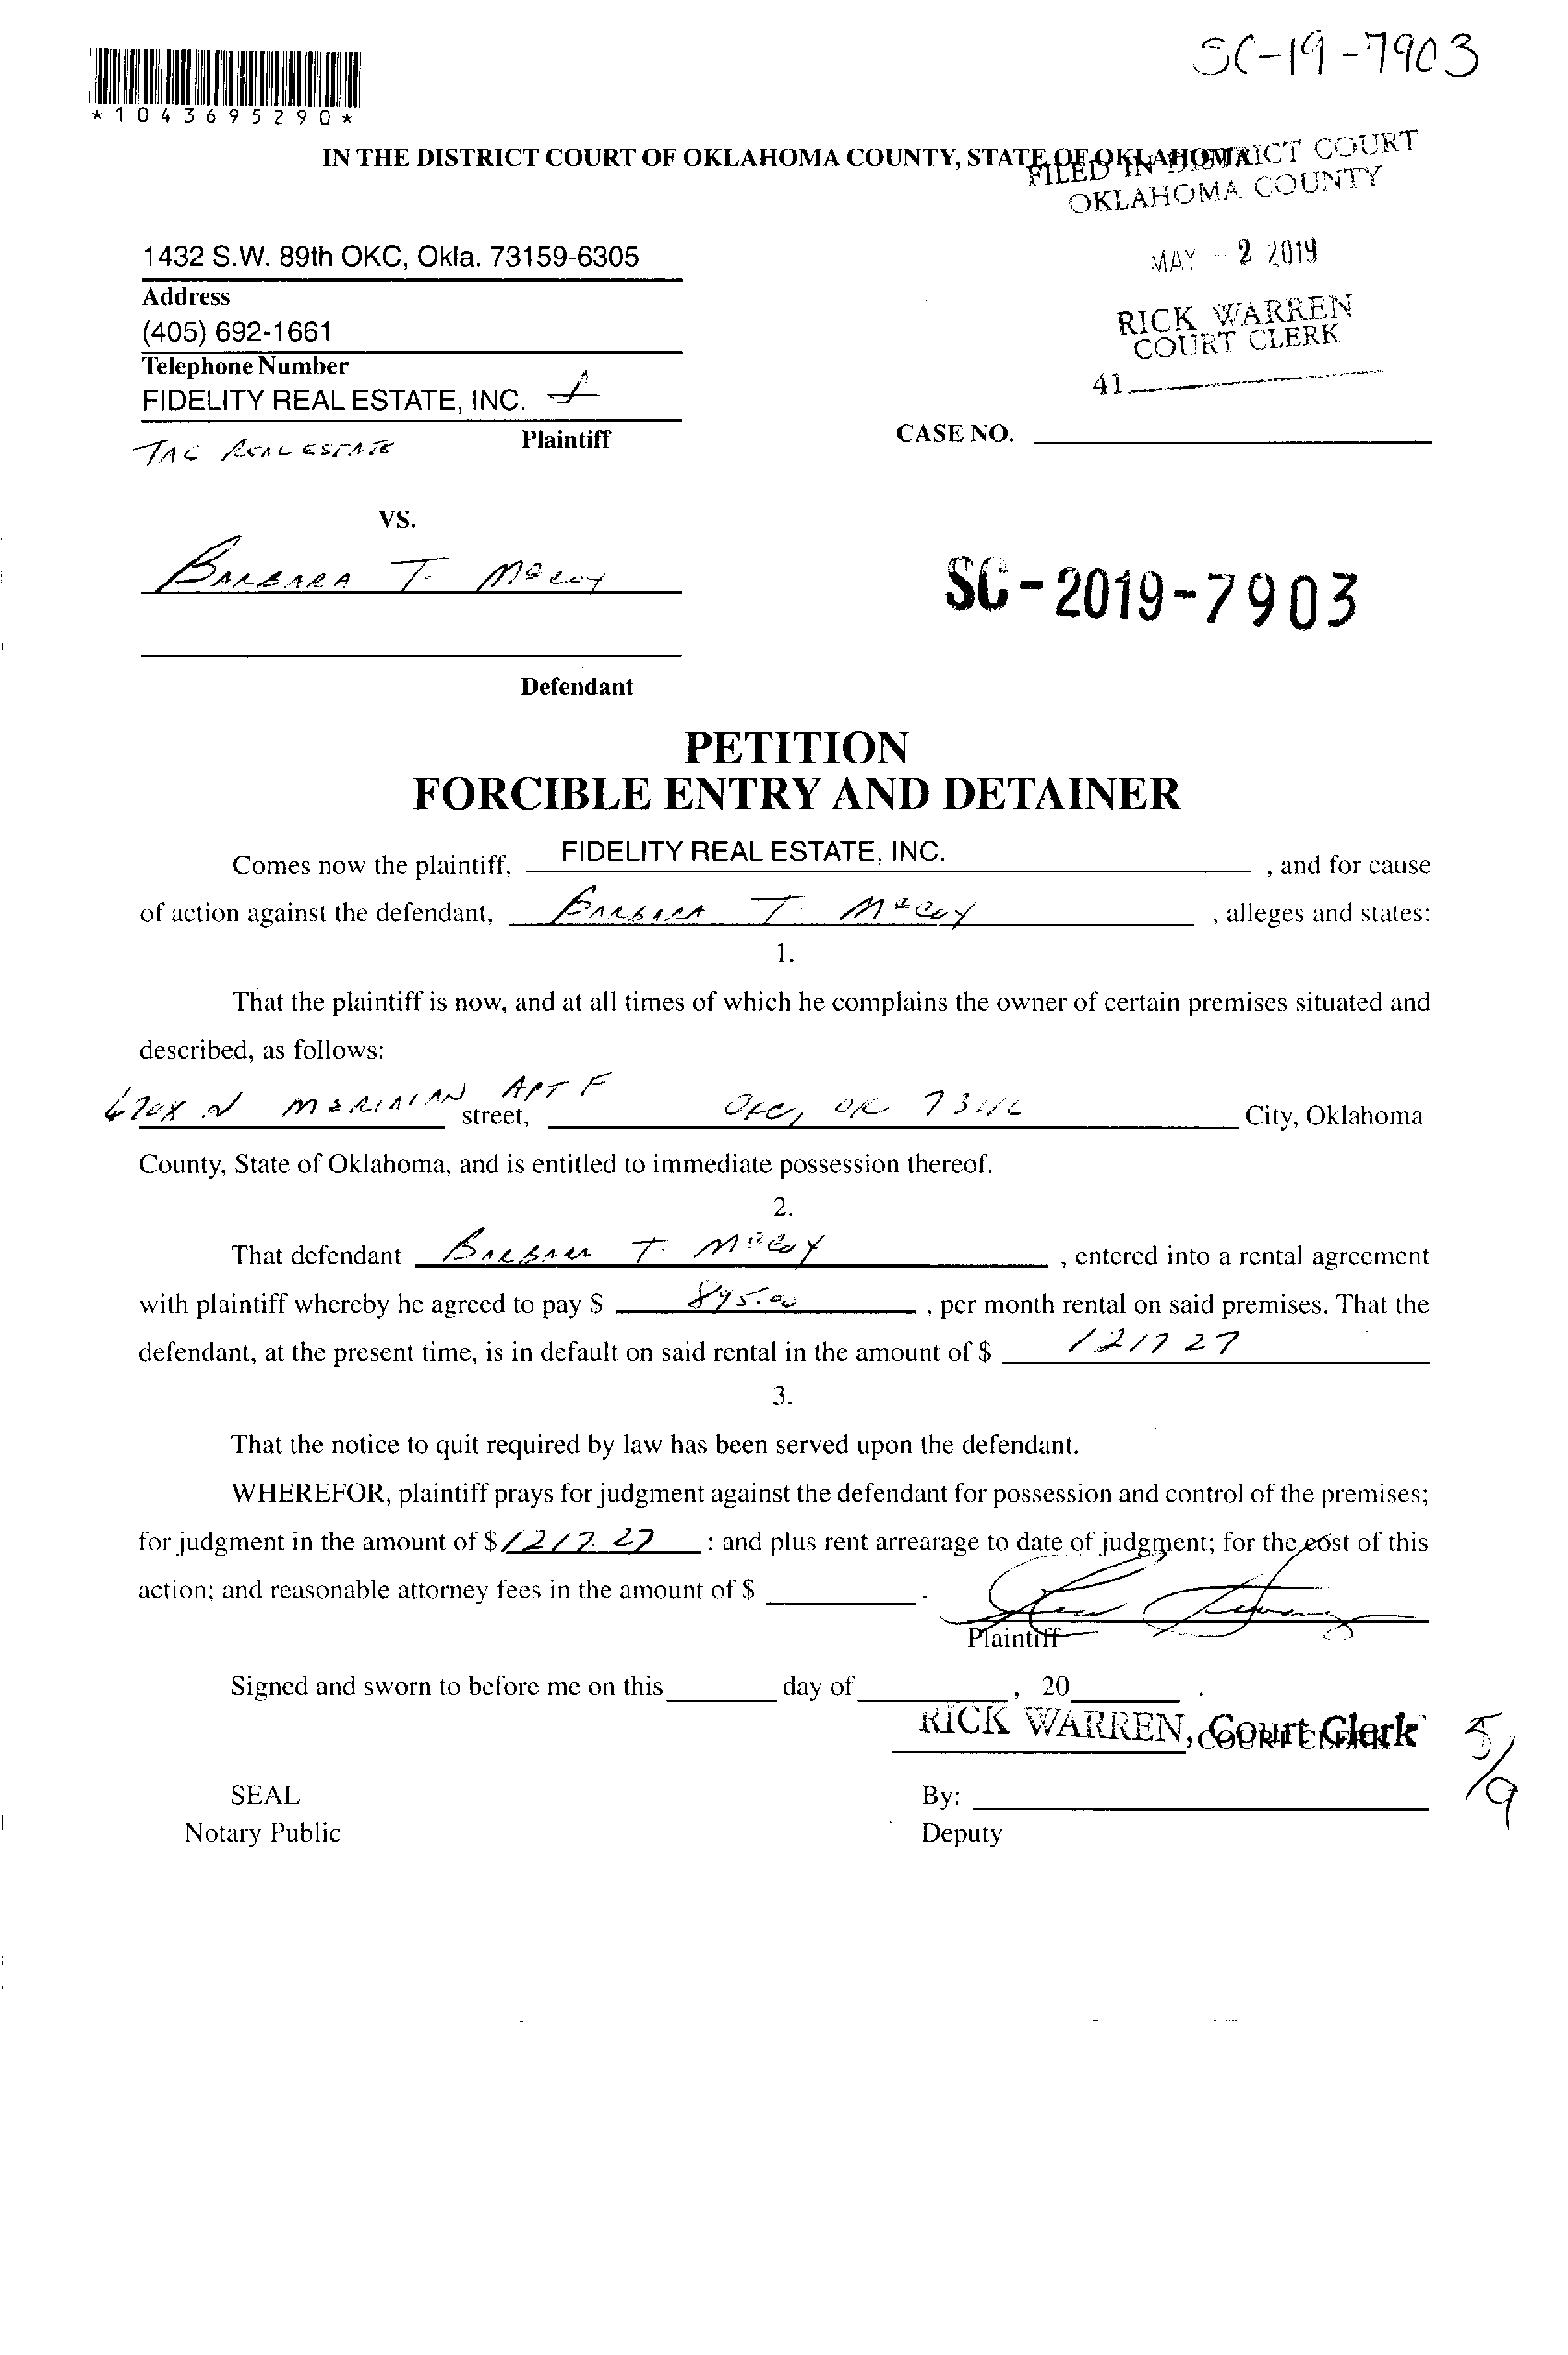 SC-19-7903
*1043695290*
IN THE DISTRICT COURT OF OKLAHOMA COUNTY, STATE OF OKLAHOMA
FILED IN DISTRICT COURT
OKLAHOMA COUNTY
1432 S.W. 89th OKC, Okla. 73159-6305
MAY - 2 2019
Address
(405) 692-1661
RICK WARREN
COURT CLERK
Telephone Number
41
FIDELITY REAL ESTATE, INC.
Plaintiff
CASE NO.
TAC REAL ESTATE
VS.
BARBARA T. McCoy
SC-2019-7903
Defendant
PETITION
FORCIBLE ENTRY AND DETAINER
Comes now the plaintiff, FIDELITY REAL ESTATE, INC. , and for cause
of action against the defendant, BARBARA T McCoy , alleges and states:
1.
That the plaintiff is now, and at all times of which he complains the owner of certain premises situated and
described, as follows:
N MERIDIAN APT F street, OKC, OK City, Oklahoma
County, State of Oklahoma, and is entitled to immediate possession thereof.
2.
That defendant BARBARA T. McCoy , entered into a rental agreement
with plaintiff whereby he agreed to pay $ 895.00 , per month rental on said premises. That the
defendant, at the present time, is in default on said rental in the amount of $ 1217 27
3.
That the notice to quit required by law has been served upon the defendant.
WHEREFOR, plaintiff prays for judgment against the defendant for possession and control of the premises;
for judgment in the amount of $ 1217.27 : and plus rent arrearage to date of judgment; for the cost of this
action; and reasonable attorney fees in the amount of $ .
Plaintiff
Signed and sworn to before me on this day of , 20 .
RICK WARREN, Court Clerk
COURT CLERK
5/9
SEAL
By:
Notary Public
Deputy